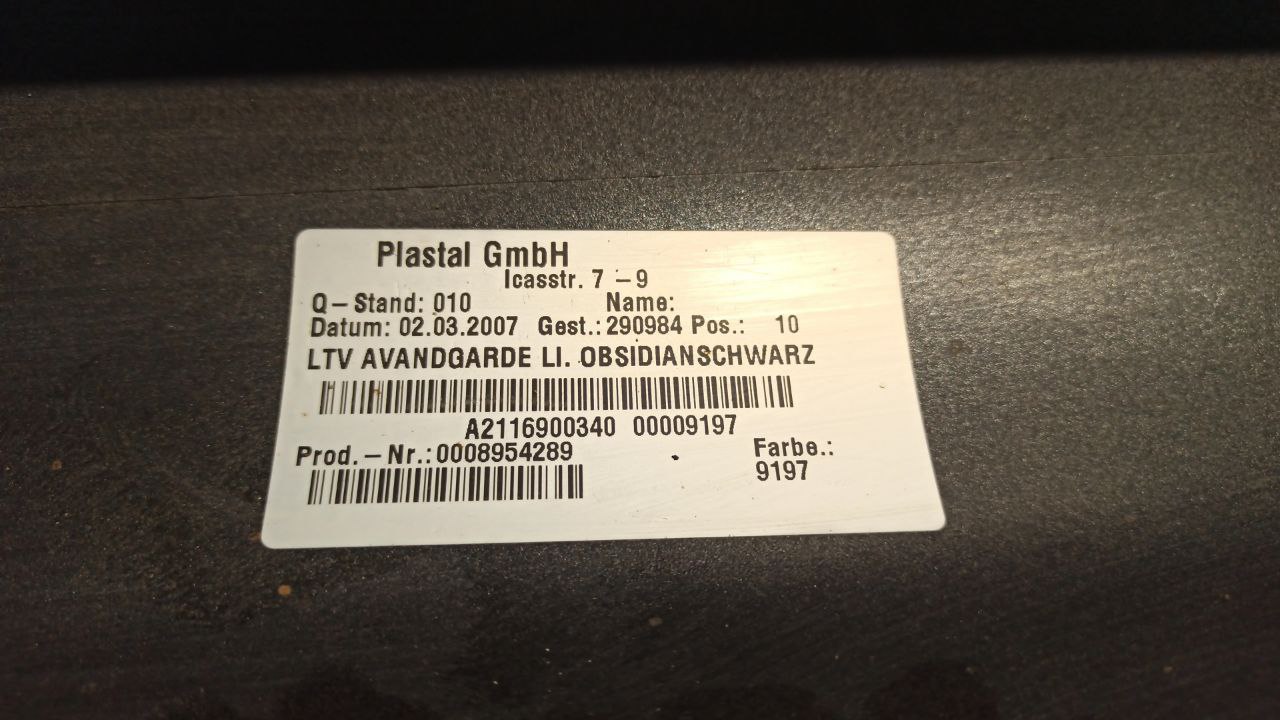 Plastal GmbH
Icasstr. 7 – 9
Q – Stand: 010 Name:
Datum: 02.03.2007 Gest.: 290984 Pos.: 10
LTV AVANDGARDE LI. OBSIDIANSCHWARZ
A2116900340 00009197
Prod. – Nr.:0008954289 Farbe.:
9197